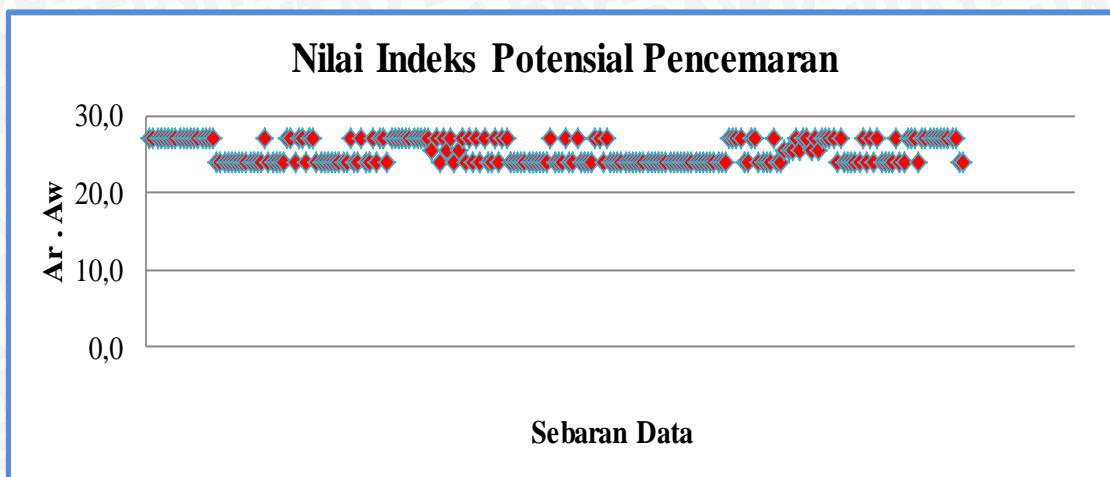 Nilai Indeks Potensial Pencemaran
30,0
20,0
10,0
0,0
Ar . Aw
Sebaran Data